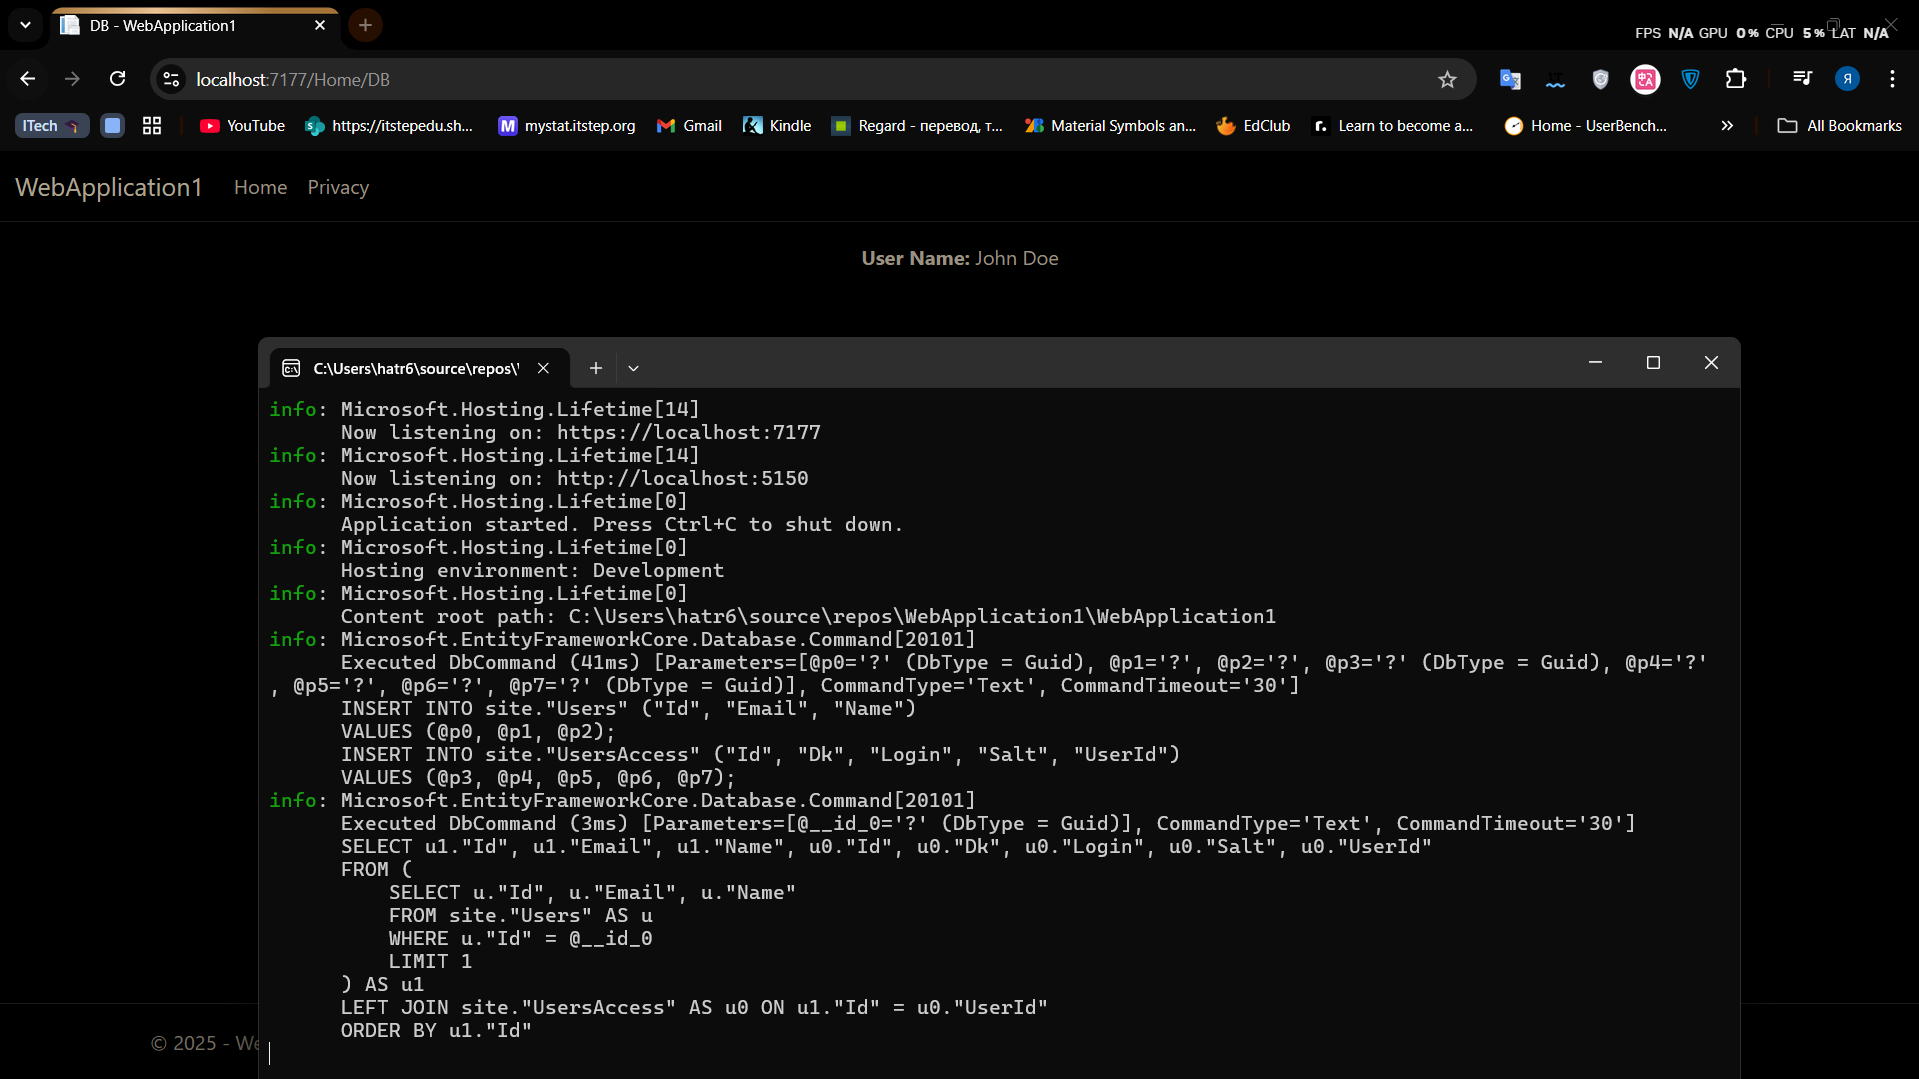 DB - WebApplication1
FPS N/A GPU 0% CPU 5% LAT N/A
localhost:7177/Home/DB
Я
ITech
YouTube
https://itstepedu.sh...
mystat.itstep.org
Gmail
Kindle
Regard - перевод, т...
Material Symbols an...
EdClub
Learn to become a...
Home - UserBench...
All Bookmarks
WebApplication1 Home Privacy
User Name: John Doe
C:\Users\hatr6\source\repos\
info: Microsoft.Hosting.Lifetime[14]
Now listening on: https://localhost:7177
info: Microsoft.Hosting.Lifetime[14]
Now listening on: http://localhost:5150
info: Microsoft.Hosting.Lifetime[0]
Application started. Press Ctrl+C to shut down.
info: Microsoft.Hosting.Lifetime[0]
Hosting environment: Development
info: Microsoft.Hosting.Lifetime[0]
Content root path: C:\Users\hatr6\source\repos\WebApplication1\WebApplication1
info: Microsoft.EntityFrameworkCore.Database.Command[20101]
Executed DbCommand (41ms) [Parameters=[@p0='?' (DbType = Guid), @p1='?', @p2='?', @p3='?' (DbType = Guid), @p4='?'
, @p5='?', @p6='?', @p7='?' (DbType = Guid)], CommandType='Text', CommandTimeout='30']
INSERT INTO site."Users" ("Id", "Email", "Name")
VALUES (@p0, @p1, @p2);
INSERT INTO site."UsersAccess" ("Id", "Dk", "Login", "Salt", "UserId")
VALUES (@p3, @p4, @p5, @p6, @p7);
info: Microsoft.EntityFrameworkCore.Database.Command[20101]
Executed DbCommand (3ms) [Parameters=[@__id_0='?' (DbType = Guid)], CommandType='Text', CommandTimeout='30']
SELECT u1."Id", u1."Email", u1."Name", u0."Id", u0."Dk", u0."Login", u0."Salt", u0."UserId"
FROM (
SELECT u."Id", u."Email", u."Name"
FROM site."Users" AS u
WHERE u."Id" = @__id_0
LIMIT 1
) AS u1
LEFT JOIN site."UsersAccess" AS u0 ON u1."Id" = u0."UserId"
ORDER BY u1."Id"
© 2025 - We